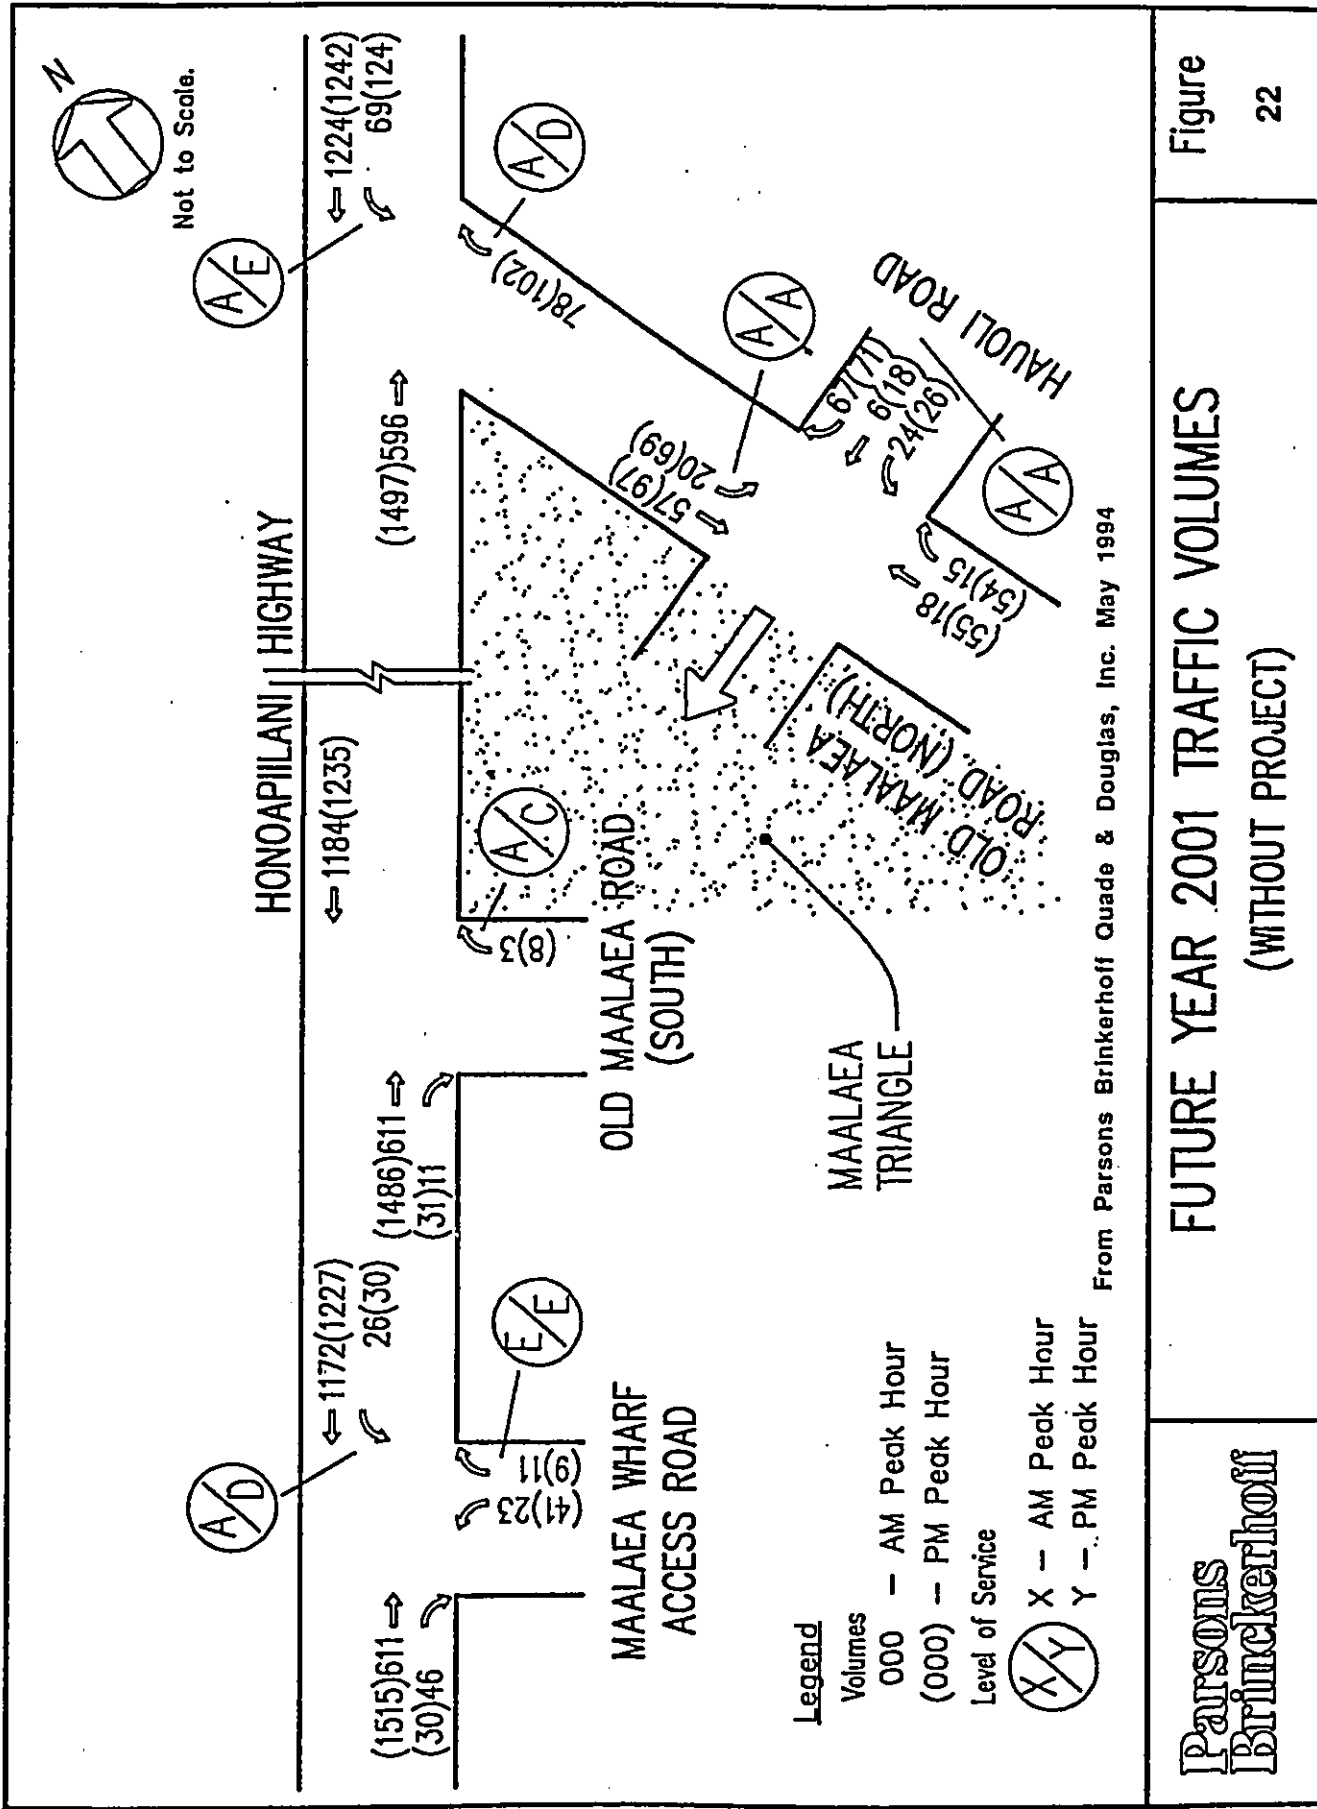 N
Not to Scale.
HONOAPIILANI HIGHWAY
A/D
1172(1227)
26(30)
1184(1235)
A/E
1224(1242)
69(124)
(1515)611
(30)46
(1486)611
(31)11
(1497)596
(41)23
(9)11
E/E
(8)3
A/C
78(102)
A/D
MAALAEA WHARF
ACCESS ROAD
OLD MAALAEA ROAD
(SOUTH)
57(97)
20(69)
A/A
67(71)
6(18)
24(26)
HAUOLI ROAD
(55)18
(54)15
A/A
OLD MAALAEA
ROAD (NORTH)
MAALAEA
TRIANGLE
Legend
Volumes
000 - AM Peak Hour
(000) - PM Peak Hour
Level of Service
X/Y
X - AM Peak Hour
Y - PM Peak Hour
From Parsons Brinkerhoff Quade & Douglas, Inc. May 1994
Parsons
Brinckerhoff
FUTURE YEAR 2001 TRAFFIC VOLUMES
(WITHOUT PROJECT)
Figure
22